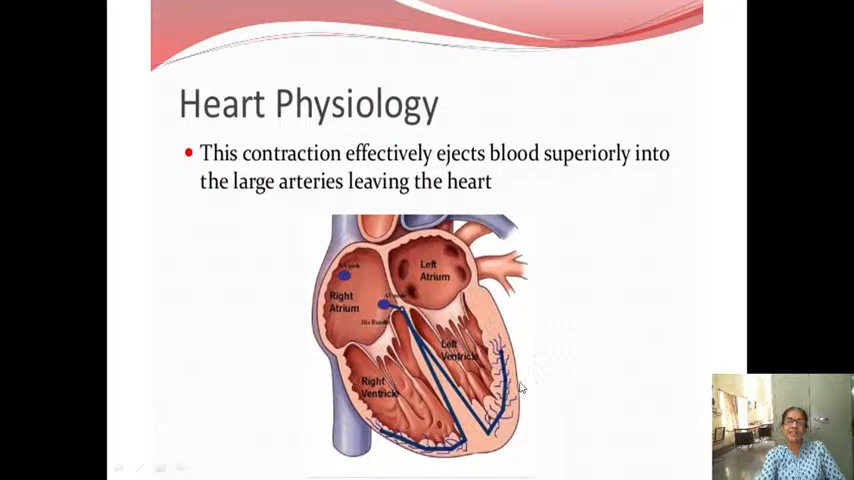 Heart Physiology
This contraction effectively ejects blood superiorly into
the large arteries leaving the heart
Left
Atrium
Right
Atrium
His Bundle
Left
Ventricle
Right
Ventricle